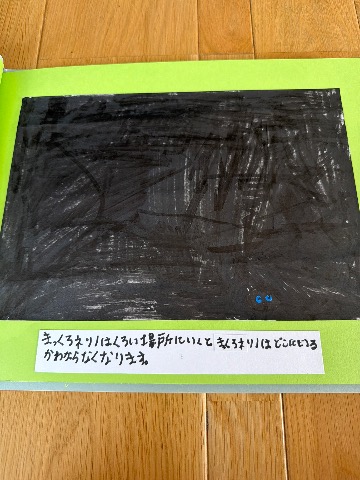 まっくろネリノはくろい場所にいくと まっくろネリノは どこにいる
かわからなくなります。